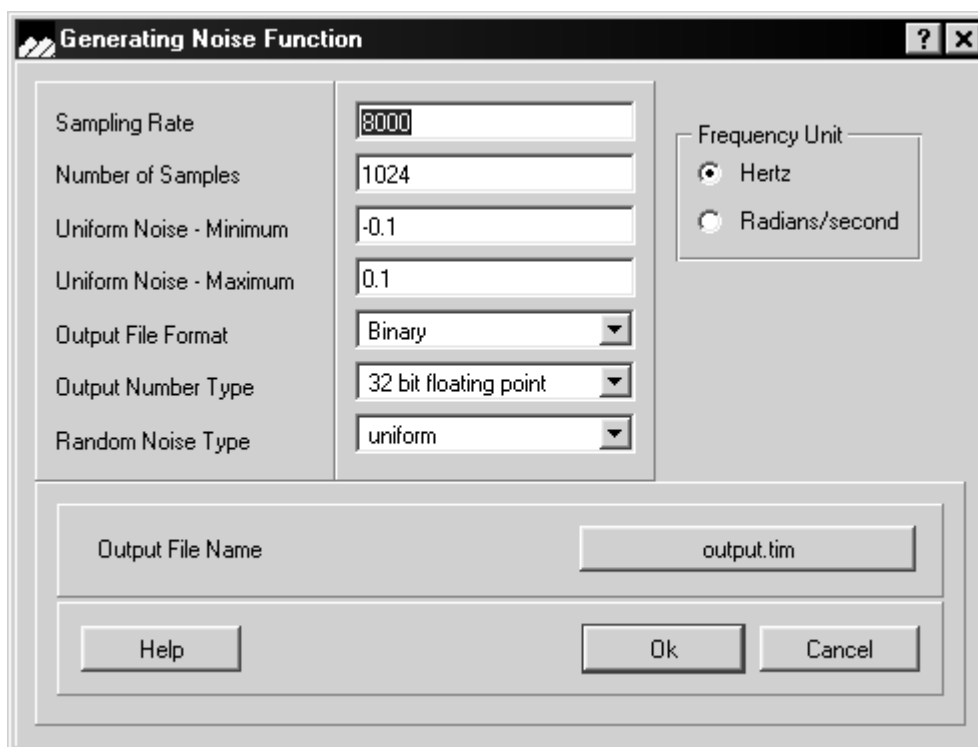 Generating Noise Function
Sampling Rate 8000
Number of Samples 1024
Uniform Noise - Minimum -0.1
Uniform Noise - Maximum 0.1
Output File Format Binary
Output Number Type 32 bit floating point
Random Noise Type uniform
Frequency Unit
Hertz
Radians/second
Output File Name output.tim
Help Ok Cancel